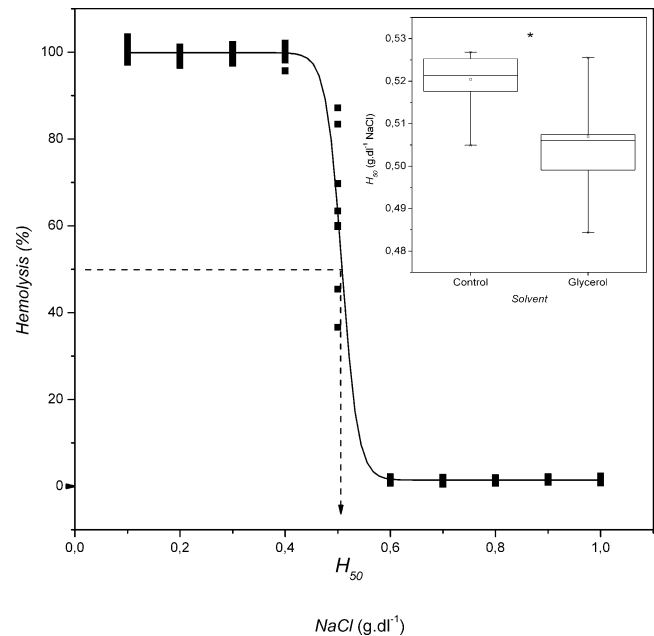 100
80
60
40
20
0
Hemolysis (%)
0,0 0,2 0,4 0,6 0,8 1,0
H50
NaCl (g.dl-1)
*
0,53
0,52
0,51
0,50
0,49
0,48
H50 (g.dl-1 NaCl)
Control Glycerol
Solvent